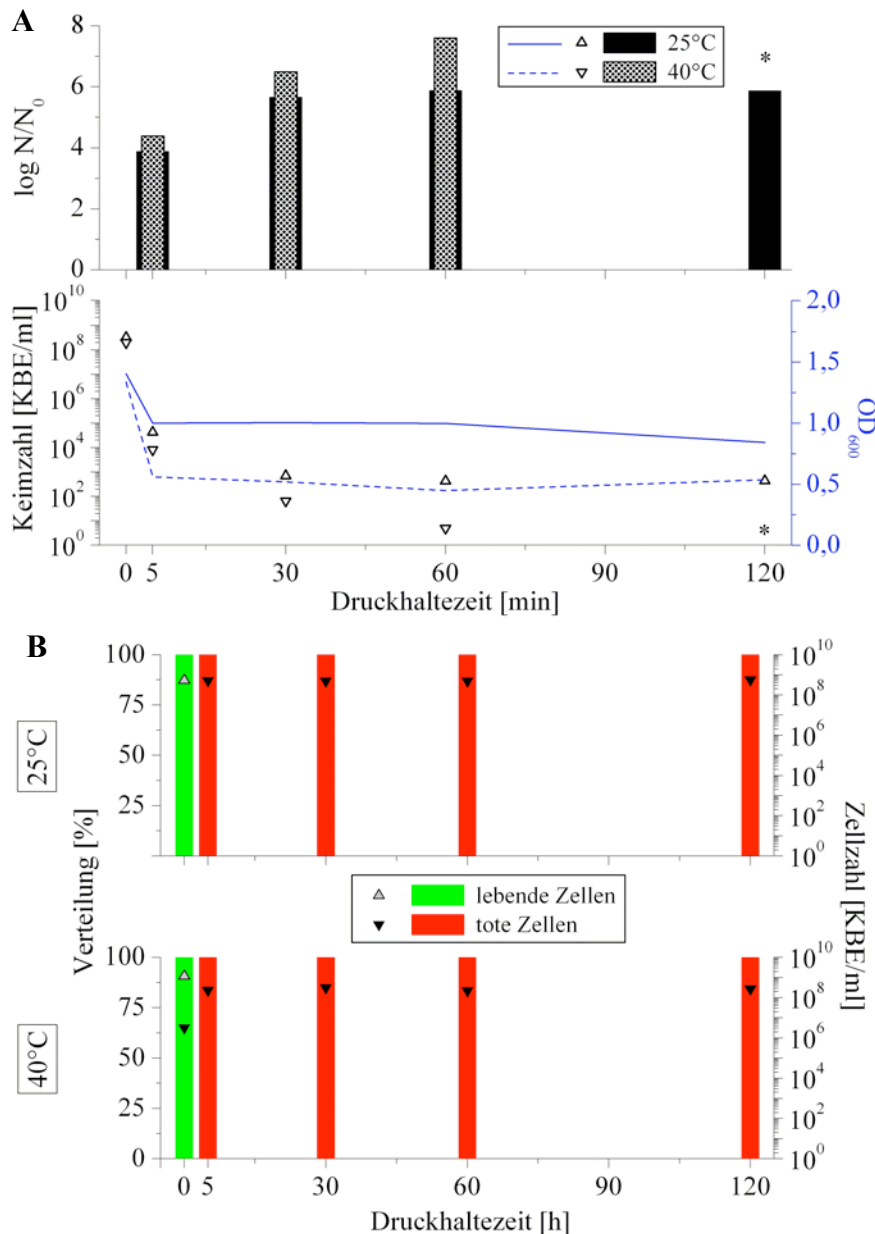 A
8
6
4
2
0
log N/N0
25°C
40°C
*
10^10
10^8
10^6
10^4
10^2
10^0
Keimzahl [KBE/ml]
2,0
1,5
1,0
0,5
0,0
OD600
*
0 5 30 60 90 120
Druckhaltezeit [min]
B
25°C
100
75
50
25
10^10
10^8
10^6
10^4
10^2
10^0
Verteilung [%]
Zellzahl [KBE/ml]
lebende Zellen
tote Zellen
40°C
100
75
50
25
0
10^10
10^8
10^6
10^4
10^2
10^0
0 5 30 60 90 120
Druckhaltezeit [h]